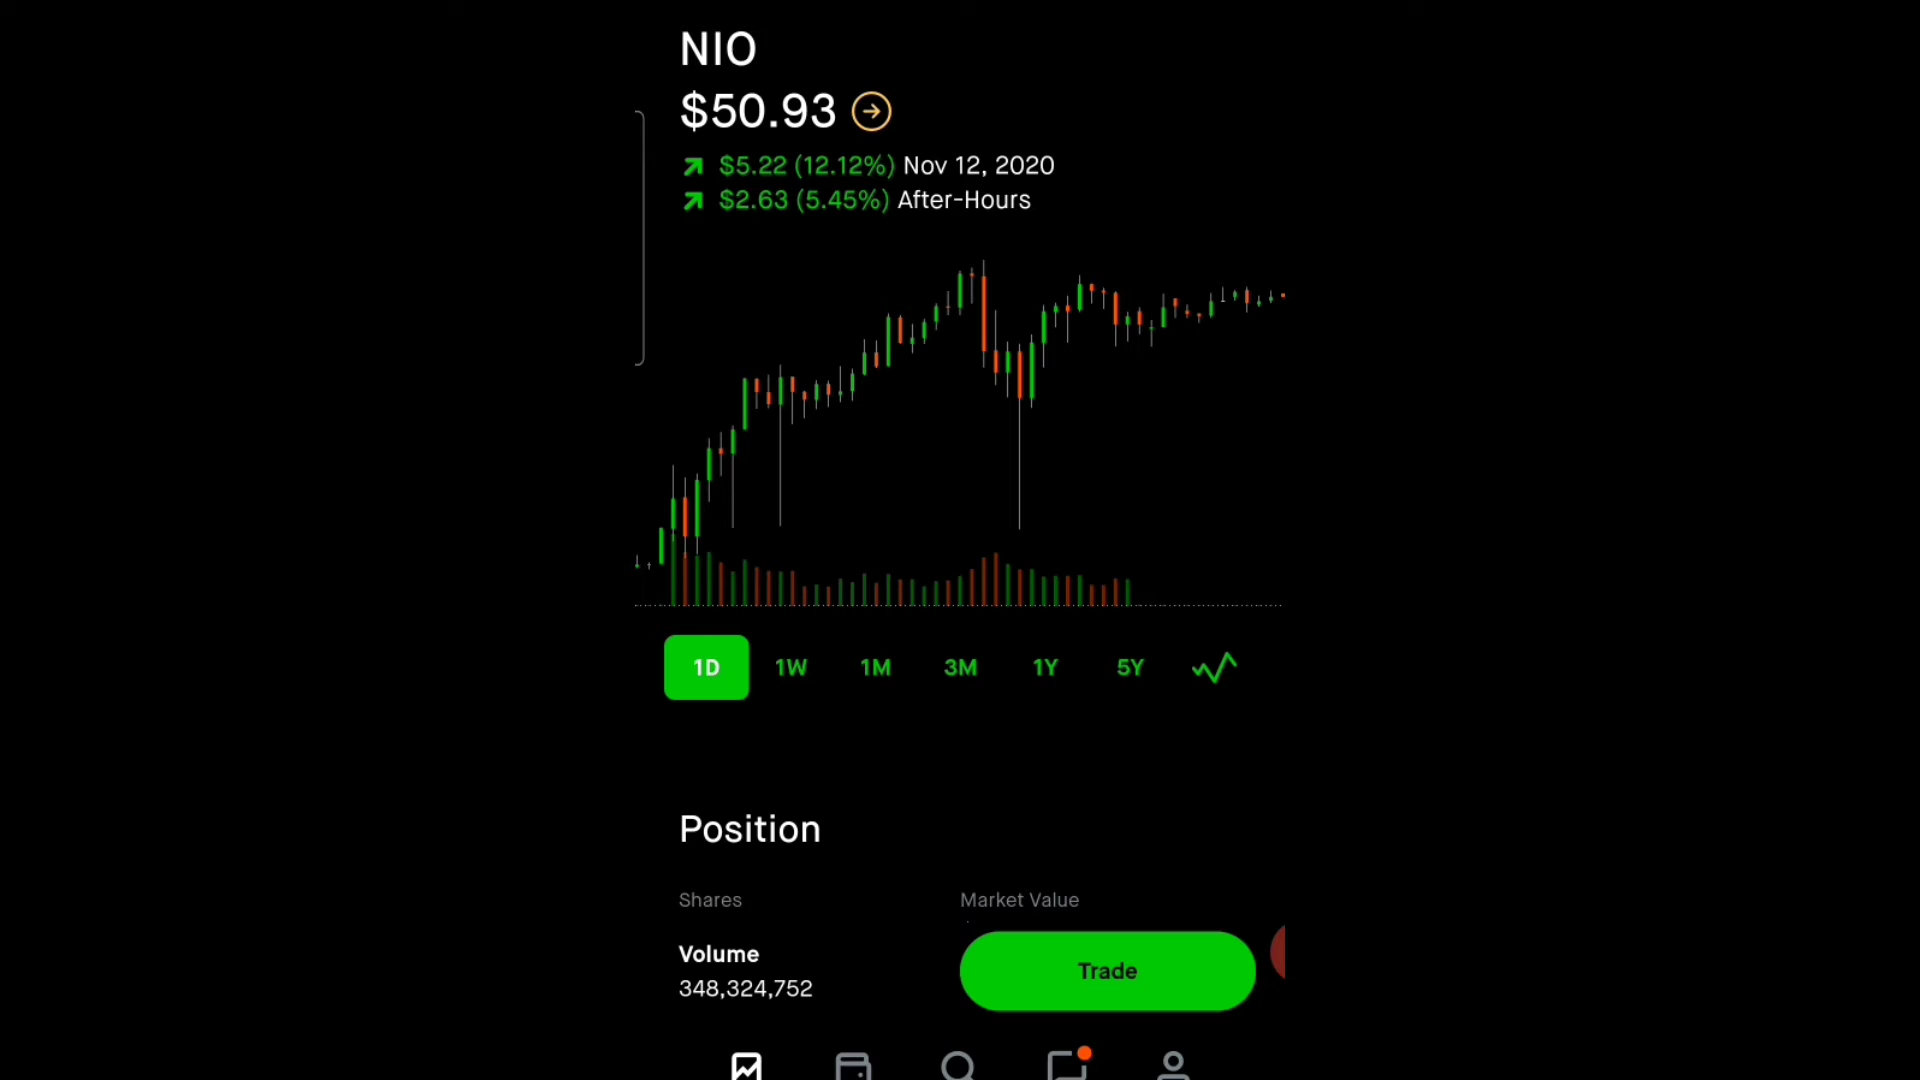 NIO
$50.93
$5.22 (12.12%) Nov 12, 2020
$2.63 (5.45%) After-Hours
1D 1W 1M 3M 1Y 5Y
Position
Shares Market Value
Volume
348,324,752
Trade